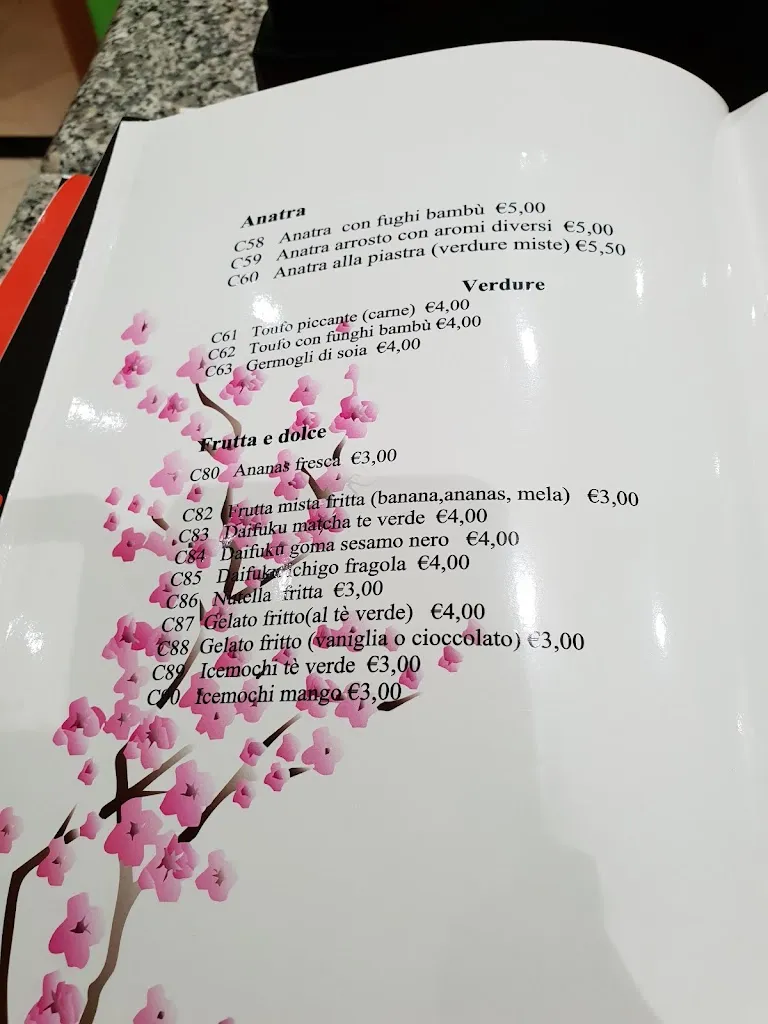 Anatra
C58 Anatra con fughi bambù €5,00
C59 Anatra arrosto con aromi diversi €5,00
C60 Anatra alla piastra (verdure miste) €5,50
Verdure
C61 Toufo piccante (carne) €4,00
C62 Toufo con funghi bambù €4,00
C63 Germogli di soia €4,00
Frutta e dolce
C80 Ananas fresca €3,00
C82 Frutta mista fritta (banana,ananas, mela) €3,00
C83 Daifuku matcha te verde €4,00
C84 Daifuku goma sesamo nero €4,00
C85 Daifuku ichigo fragola €4,00
C86 Nutella fritta €3,00
C87 Gelato fritto(al tè verde) €4,00
C88 Gelato fritto (vaniglia o cioccolato) €3,00
C89 Icemochi tè verde €3,00
C90 Icemochi mango €3,00